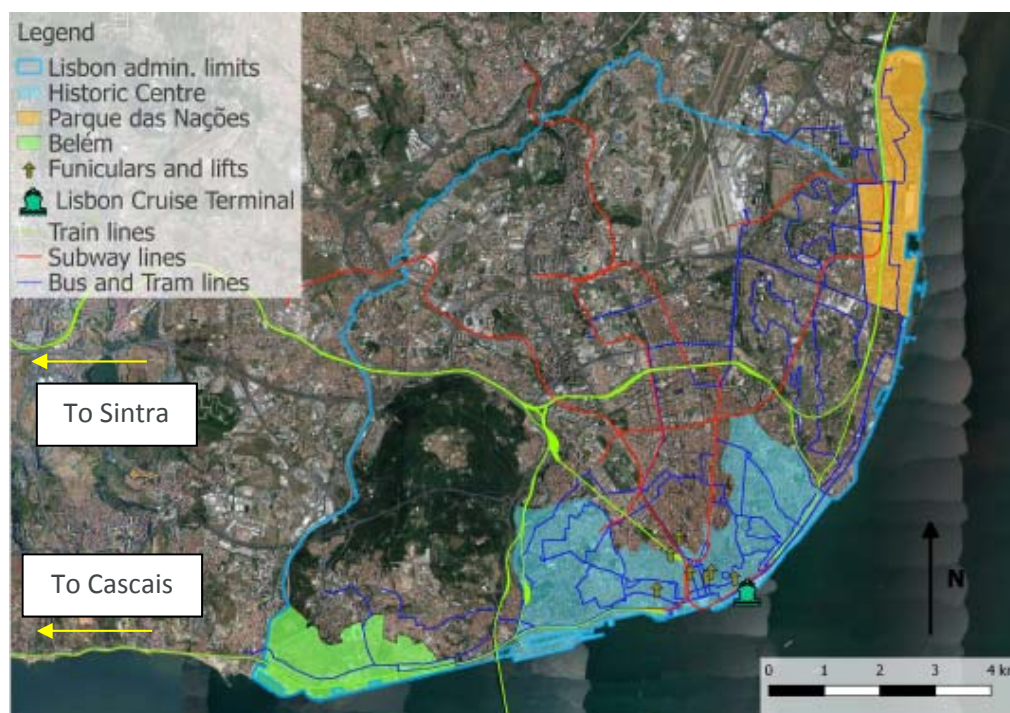 Legend
Lisbon admin. limits
Historic Centre
Parque das Nações
Belém
Funiculars and lifts
Lisbon Cruise Terminal
Train lines
Subway lines
Bus and Tram lines
To Sintra
To Cascais
N
0 1 2 3 4 km